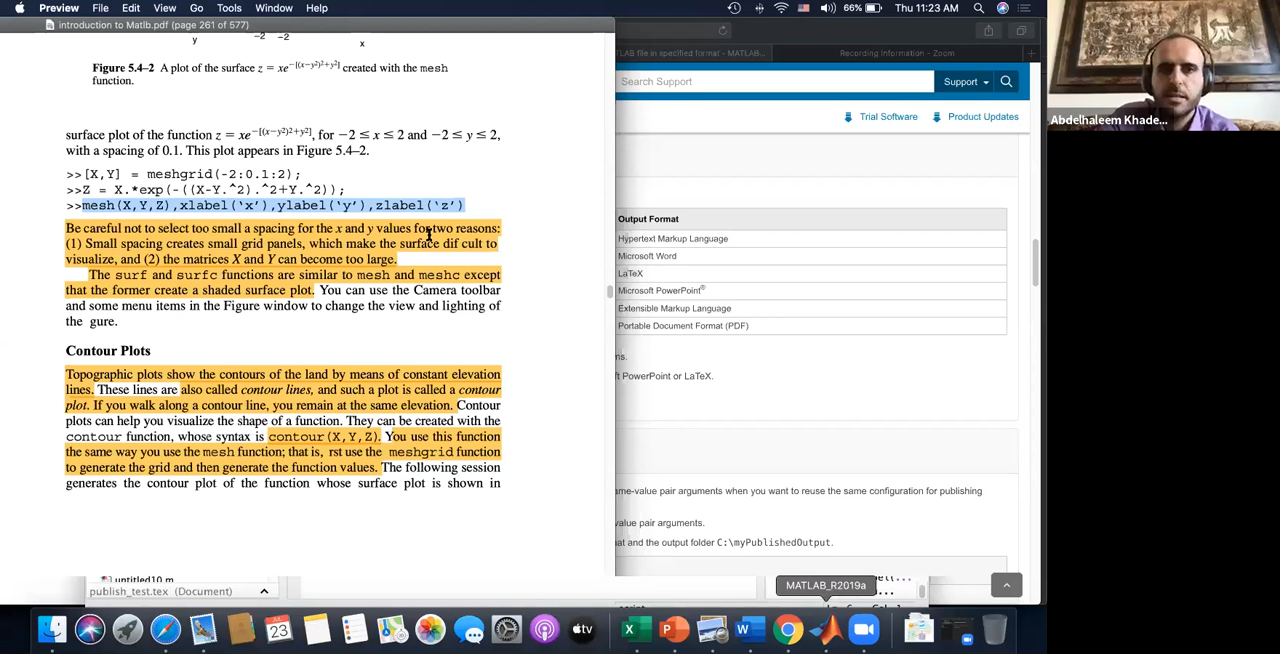 Preview File Edit View Go Tools Window Help
66% Thu 11:23 AM
introduction to Matlb.pdf (page 261 of 577)
y -2 -2 x
Figure 5.4–2 A plot of the surface z = xe^−[(x−y²)²+y²] created with the mesh
function.
surface plot of the function z = xe^−[(x−y²)2+y²], for −2 ≤ x ≤ 2 and −2 ≤ y ≤ 2,
with a spacing of 0.1. This plot appears in Figure 5.4–2.
>>[X,Y] = meshgrid(-2:0.1:2);
>>Z = X.*exp(-((X-Y.^2).^2+Y.^2));
>>mesh(X,Y,Z),xlabel(‘x’),ylabel(‘y’),zlabel(‘z’)
Be careful not to select too small a spacing for the x and y values for two reasons:
(1) Small spacing creates small grid panels, which make the surface dif cult to
visualize, and (2) the matrices X and Y can become too large.
The surf and surfc functions are similar to mesh and meshc except
that the former create a shaded surface plot. You can use the Camera toolbar
and some menu items in the Figure window to change the view and lighting of
the gure.
Contour Plots
Topographic plots show the contours of the land by means of constant elevation
lines. These lines are also called contour lines, and such a plot is called a contour
plot. If you walk along a contour line, you remain at the same elevation. Contour
plots can help you visualize the shape of a function. They can be created with the
contour function, whose syntax is contour(X,Y,Z). You use this function
the same way you use the mesh function; that is, rst use the meshgrid function
to generate the grid and then generate the function values. The following session
generates the contour plot of the function whose surface plot is shown in
TLAB file in specified format - MATLAB...
Recording Information - Zoom
Search Support
Support
Trial Software Product Updates
Output Format
Hypertext Markup Language
Microsoft Word
LaTeX
Microsoft PowerPoint®
Extensible Markup Language
Portable Document Format (PDF)
ms.
ft PowerPoint or LaTeX.
ame-value pair arguments when you want to reuse the same configuration for publishing
value pair arguments.
mat and the output folder C:\myPublishedOutput.
untitled10.m
publish_test.tex (Document)
MATLAB_R2019a
script
JUL
23
tv
Abdelhaleem Khade...